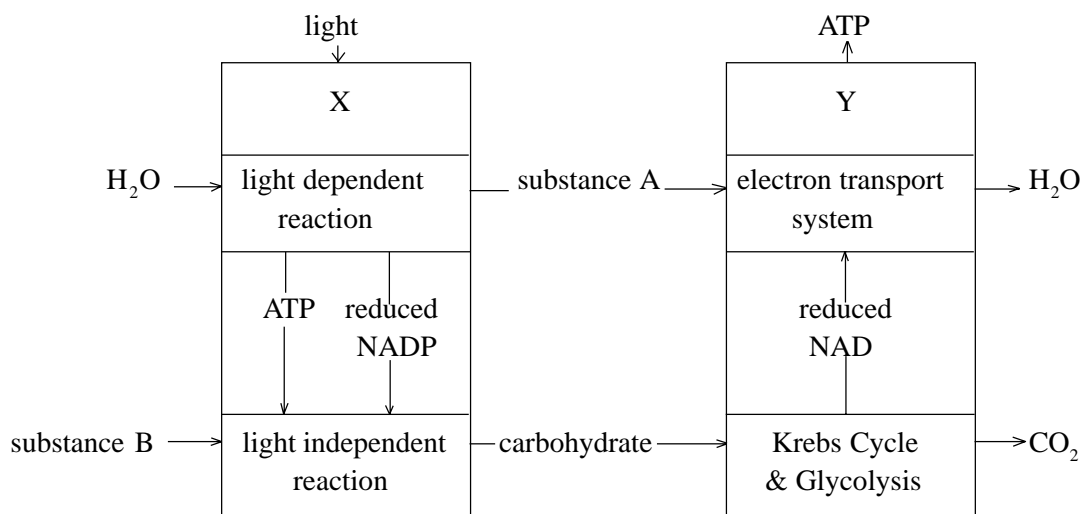 light
ATP
X
Y
H₂O
light dependent
reaction
substance A
electron transport
system
H₂O
ATP
reduced
NADP
reduced
NAD
substance B
light independent
reaction
carbohydrate
Krebs Cycle
& Glycolysis
CO₂